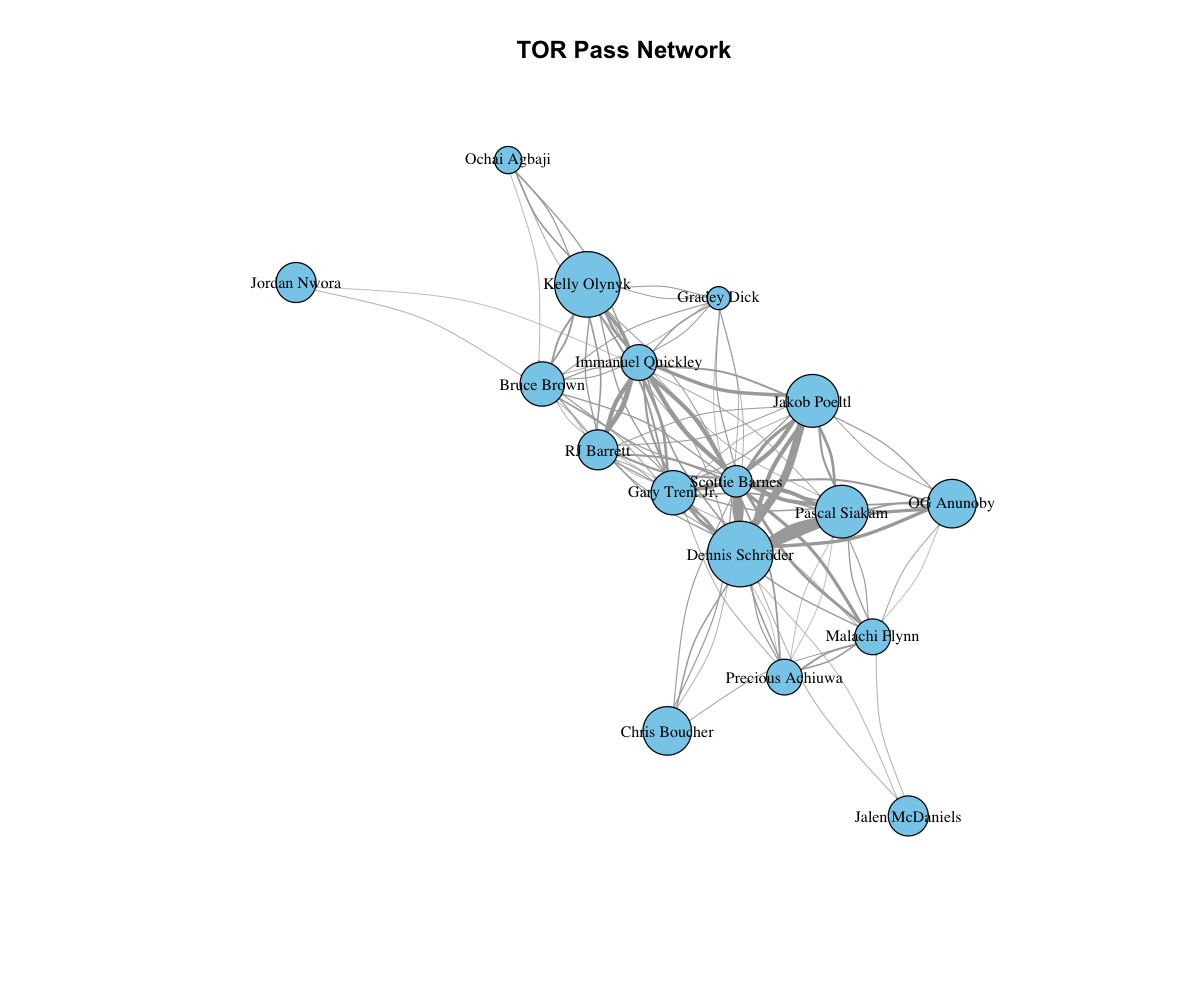 TOR Pass Network
Ochai Agbaji
Jordan Nwora
Kelly Olynyk
Gradey Dick
Immanuel Quickley
Bruce Brown
Jakob Poeltl
RJ Barrett
Scottie Barnes
Gary Trent Jr.
OG Anunoby
Pascal Siakam
Dennis Schröder
Malachi Flynn
Precious Achiuwa
Chris Boucher
Jalen McDaniels